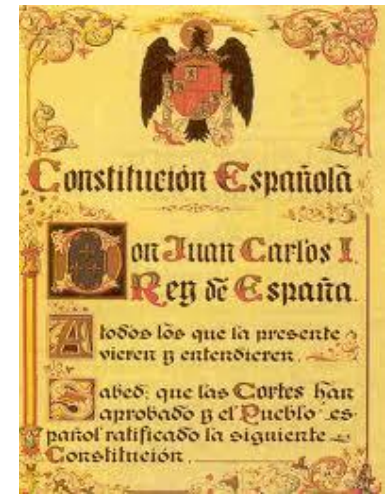 Constitución Española
Don Juan Carlos I
Rey de España.
A todos los que la presente
vieren y entendieren.
Sabed: que las Cortes han
aprobado y el Pueblo es-
pañol ratificado la siguiente
Constitución.